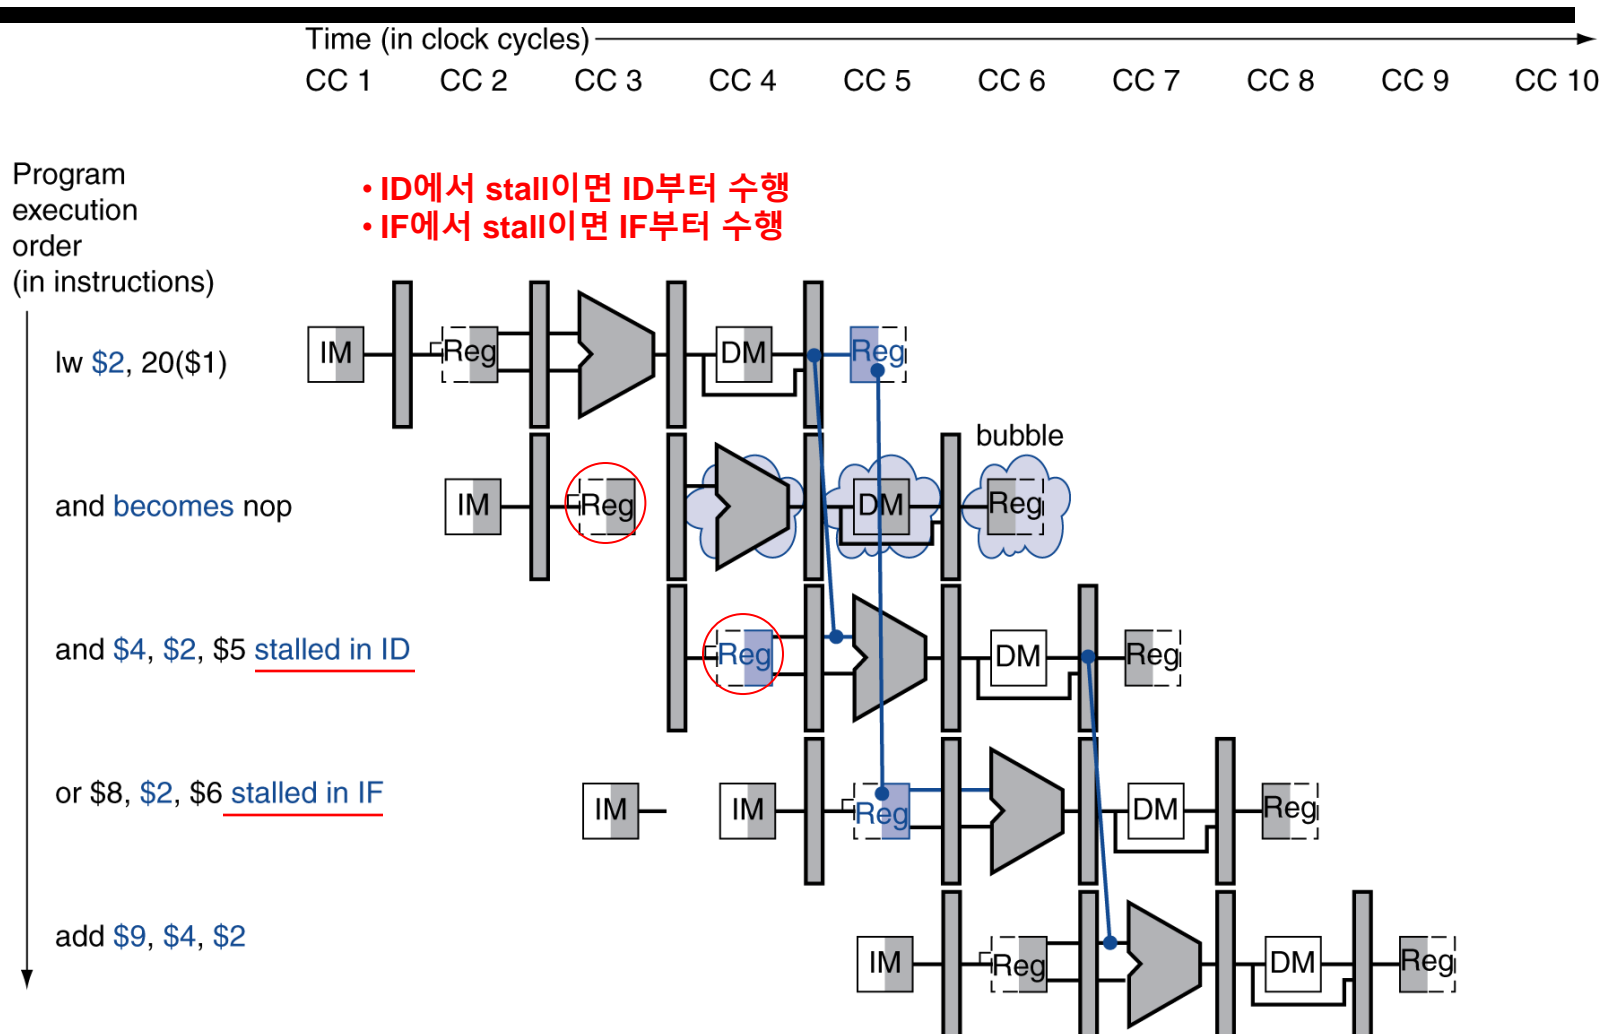 Time (in clock cycles)
CC 1 CC 2 CC 3 CC 4 CC 5 CC 6 CC 7 CC 8 CC 9 CC 10
Program
execution
order
(in instructions)
• ID에서 stall이면 ID부터 수행
• IF에서 stall이면 IF부터 수행
lw $2, 20($1)
IM Reg DM Reg
bubble
and becomes nop
IM Reg DM Reg
and $4, $2, $5 stalled in ID
Reg DM Reg
or $8, $2, $6 stalled in IF
IM IM Reg DM Reg
add $9, $4, $2
IM Reg DM Reg